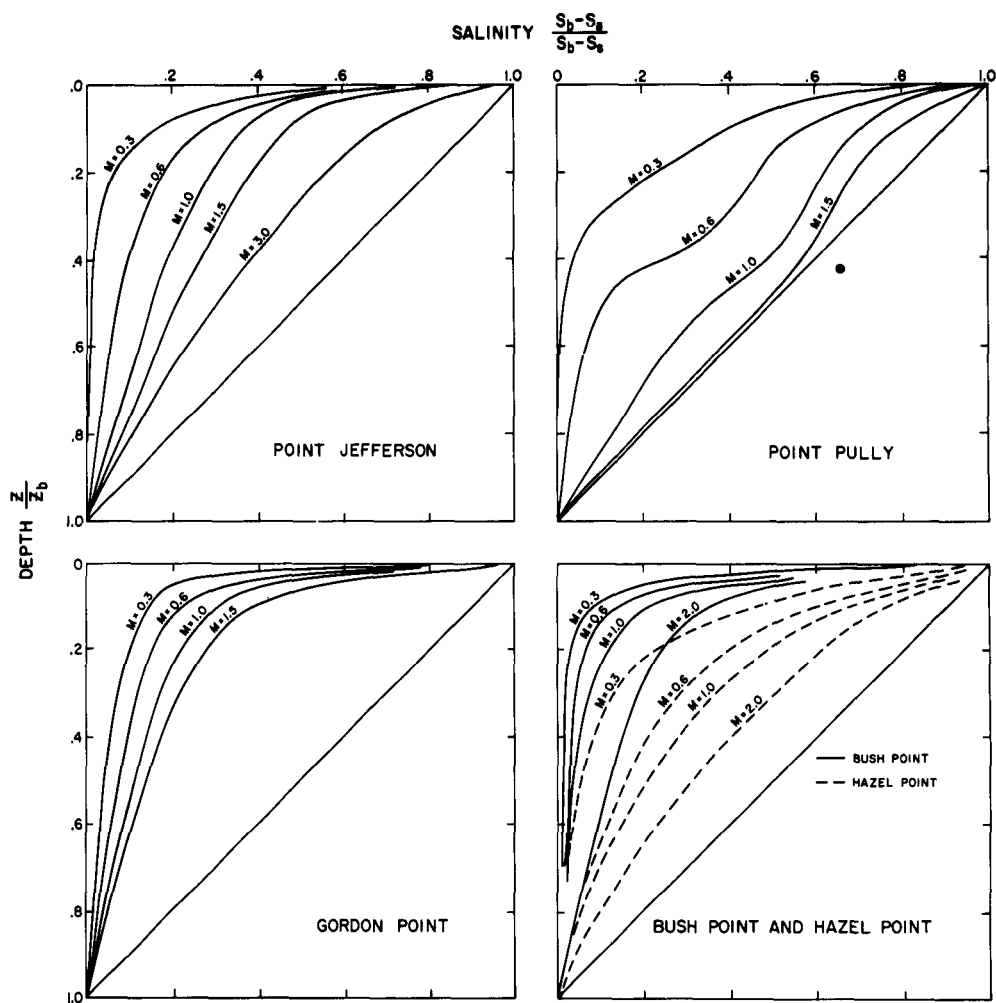 SALINITY (S_b-S_a)/(S_b-S_s)
.2 .4 .6 .8 1.0
0 .2 .4 .6 .8 1.0
.0
.2
.4
.6
.8
1.0
M=0.3
M=0.6
M=1.0
M=1.5
M=3.0
POINT JEFFERSON
M=0.3
M=0.6
M=1.0
M=1.5
POINT PULLY
DEPTH Z/Z_b
0
.2
.4
.6
.8
1.0
M=0.3
M=0.6
M=1.0
M=1.5
GORDON POINT
M=0.3
M=0.6
M=1.0
M=2.0
M=0.3
M=0.6
M=1.0
M=2.0
BUSH POINT
HAZEL POINT
BUSH POINT AND HAZEL POINT